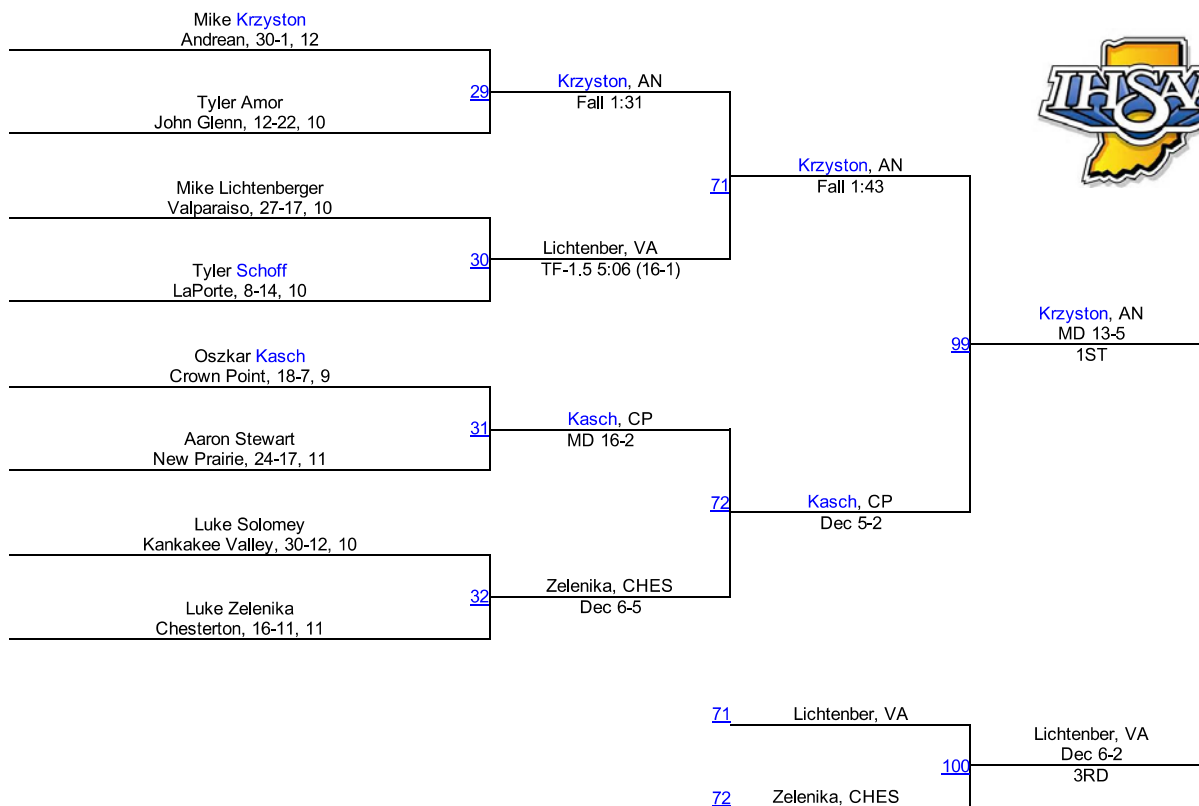 Mike Krzyston
Andrean, 30-1, 12
29
Krzyston, AN
Fall 1:31
Tyler Amor
John Glenn, 12-22, 10
IHSAA
71
Krzyston, AN
Fall 1:43
Mike Lichtenberger
Valparaiso, 27-17, 10
30
Lichtenber, VA
TF-1.5 5:06 (16-1)
Tyler Schoff
LaPorte, 8-14, 10
99
Krzyston, AN
MD 13-5
1ST
Oszkar Kasch
Crown Point, 18-7, 9
31
Kasch, CP
MD 16-2
Aaron Stewart
New Prairie, 24-17, 11
72
Kasch, CP
Dec 5-2
Luke Solomey
Kankakee Valley, 30-12, 10
32
Zelenika, CHES
Dec 6-5
Luke Zelenika
Chesterton, 16-11, 11
71
Lichtenber, VA
100
Lichtenber, VA
Dec 6-2
3RD
72
Zelenika, CHES